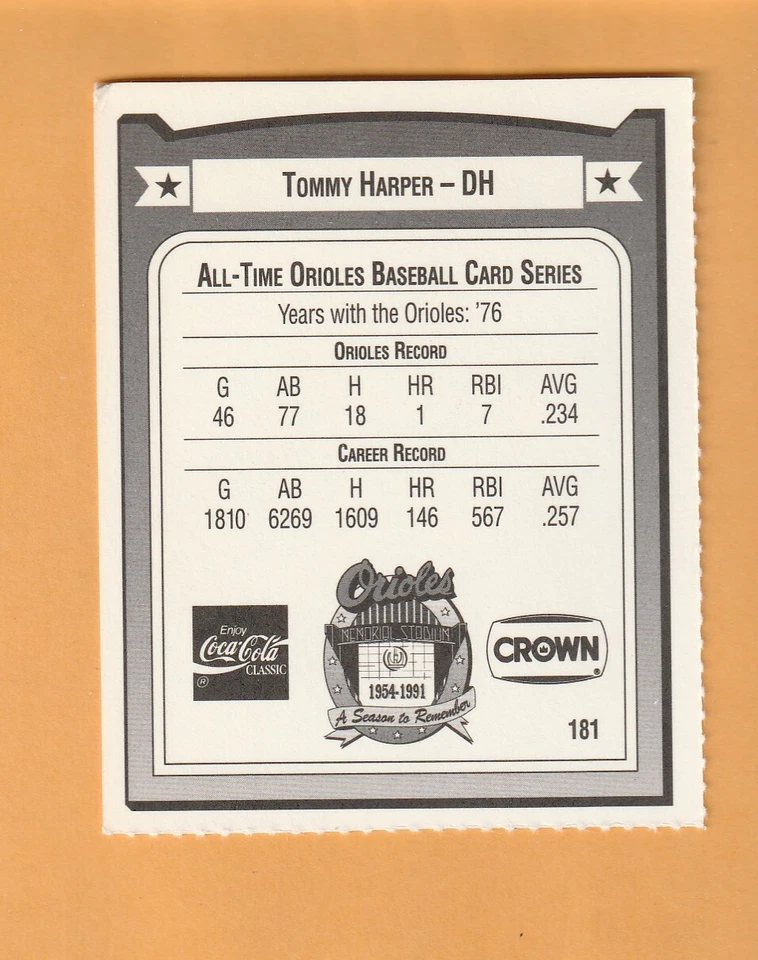 TOMMY HARPER – DH
ALL-TIME ORIOLES BASEBALL CARD SERIES
Years with the Orioles: '76
ORIOLES RECORD
G AB H HR RBI AVG
46 77 18 1 7 .234
CAREER RECORD
G AB H HR RBI AVG
1810 6269 1609 146 567 .257
Orioles
MEMORIAL STADIUM
1954-1991
A Season to Remember
Enjoy
Coca-Cola
CLASSIC
®
CROWN
®
181